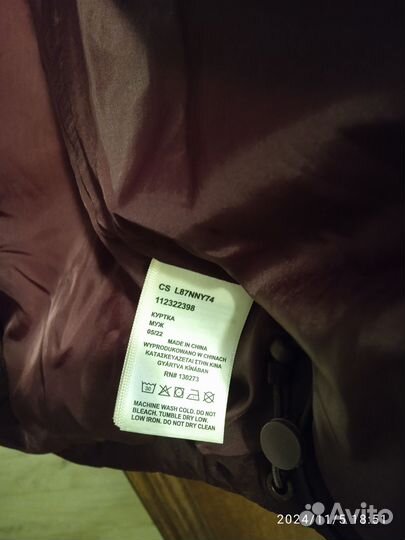 CS L87NNY74
112322398
КУРТКА
МУЖ
05/22
MADE IN CHINA
WYPRODUKOWANO W CHINACH
ΚΑΤΑΣΚΕΥΑΖΕΤΑΙ ΣΤΗΝ ΚΙΝΑ
GYÁRTVA KÍNÁBAN
RN# 130273
30
MACHINE WASH COLD. DO NOT
BLEACH, TUMBLE DRY LOW.
LOW IRON. DO NOT DRY CLEAN.
2024/11/5 18:51
Avito